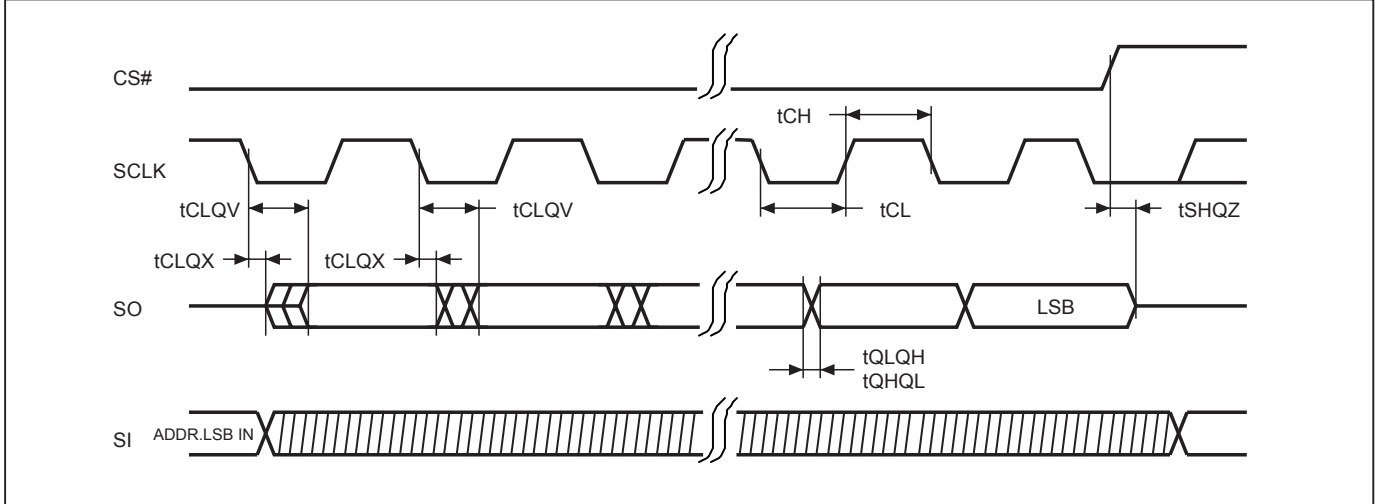 CS#
tCH
SCLK
tCLQV
tCLQV
tCL
tSHQZ
tCLQX
tCLQX
SO
LSB
tQLQH
tQHQL
SI
ADDR.LSB IN